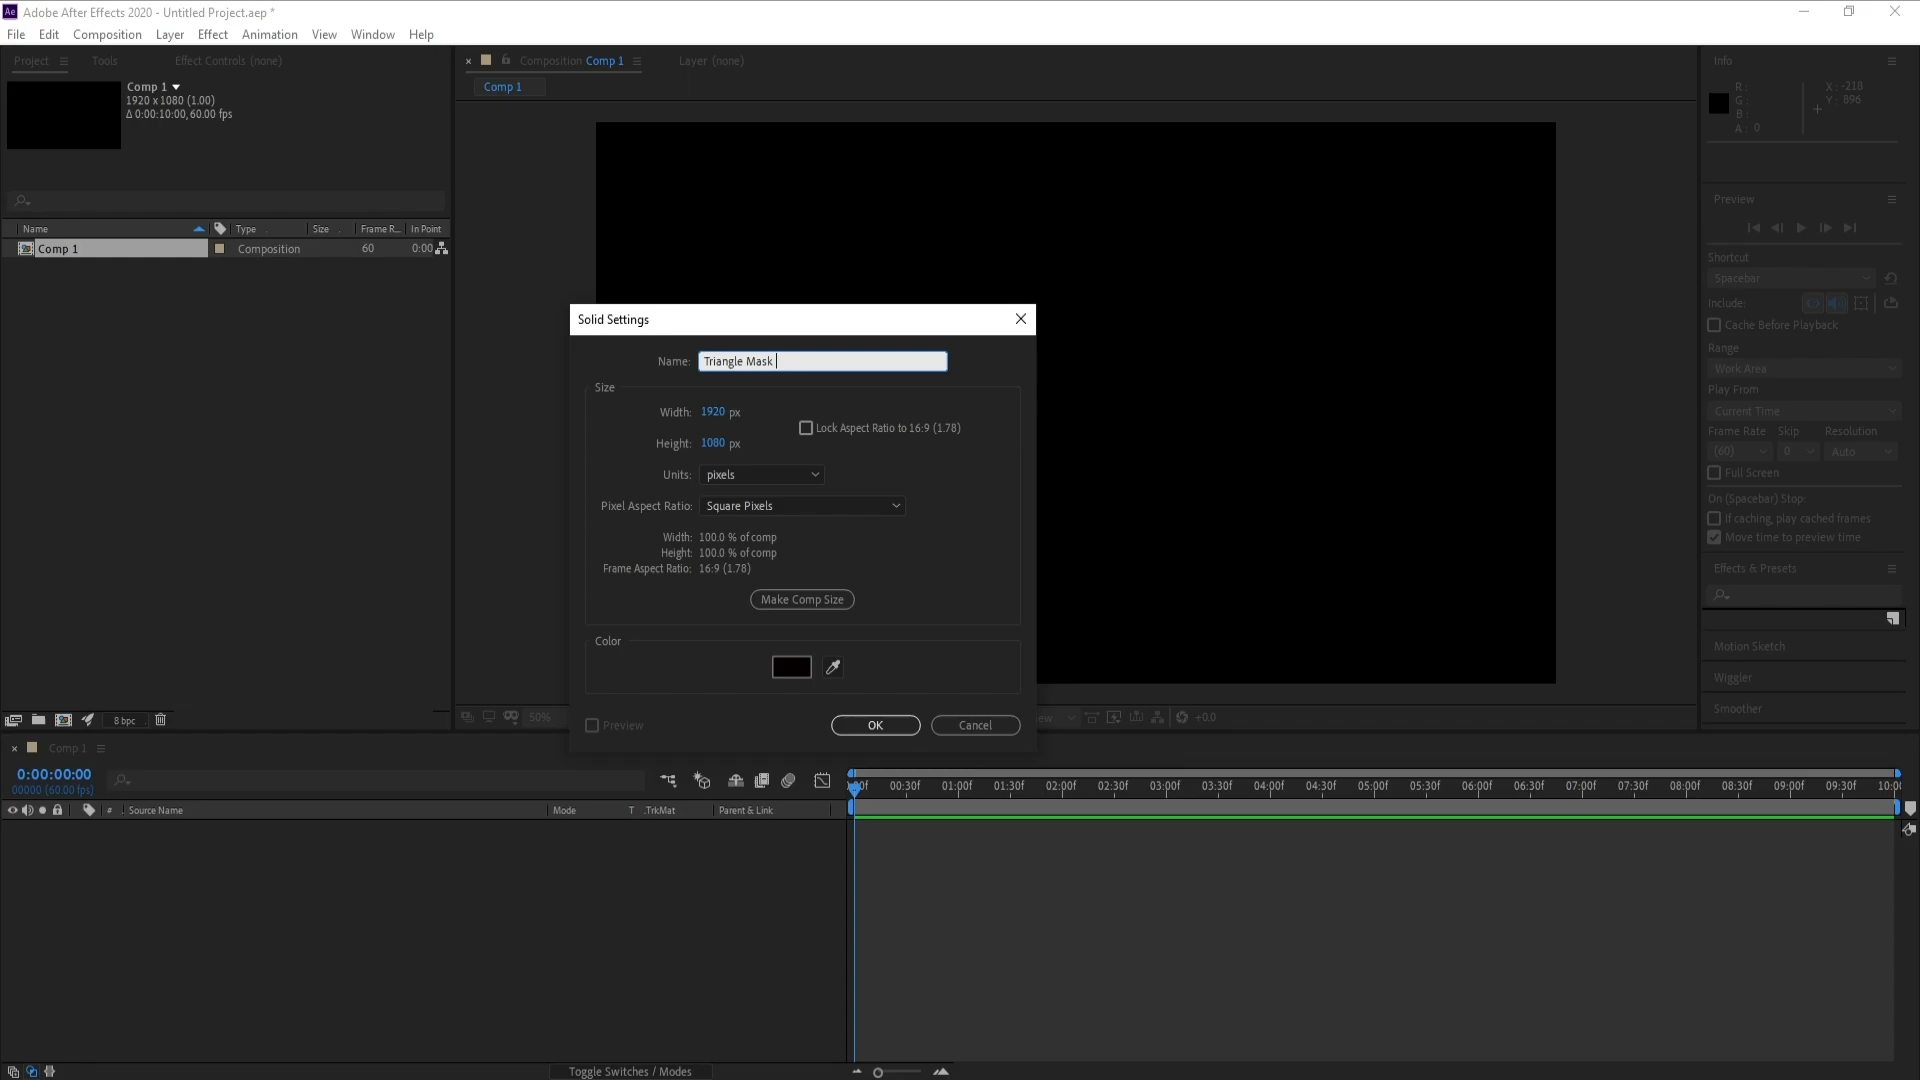 Ae Adobe After Effects 2020 - Untitled Project.aep *
File Edit Composition Layer Effect Animation View Window Help
Project Tools Effect Controls (none)
Composition Comp 1 Layer (none)
Info
Comp 1
1920 x 1080 (1.00)
Δ 0:00:10:00, 60.00 fps
Comp 1
R :
G :
B :
A : 0
X : -218
Y : 896
Preview
Name Type Size Frame R... In Point
Comp 1 Composition 60 0:00
Shortcut
Spacebar
Include:
Cache Before Playback
Range
Work Area
Play From
Current Time
Frame Rate Skip Resolution
(60) 0 Auto
Full Screen
On (Spacebar) Stop:
If caching, play cached frames
Move time to preview time
Effects & Presets
Motion Sketch
Wiggler
Smoother
Solid Settings
Name: Triangle Mask
Size
Width: 1920 px
Lock Aspect Ratio to 16:9 (1.78)
Height: 1080 px
Units: pixels
Pixel Aspect Ratio: Square Pixels
Width: 100.0 % of comp
Height: 100.0 % of comp
Frame Aspect Ratio: 16:9 (1.78)
Make Comp Size
Color
Preview OK Cancel
8 bpc
50%
+0.0
Comp 1
0:00:00:00
00000 (60.00 fps)
00:30f 01:00f 01:30f 02:00f 02:30f 03:00f 03:30f 04:00f 04:30f 05:00f 05:30f 06:00f 06:30f 07:00f 07:30f 08:00f 08:30f 09:00f 09:30f
# Source Name Mode T .TrkMat Parent & Link
Toggle Switches / Modes